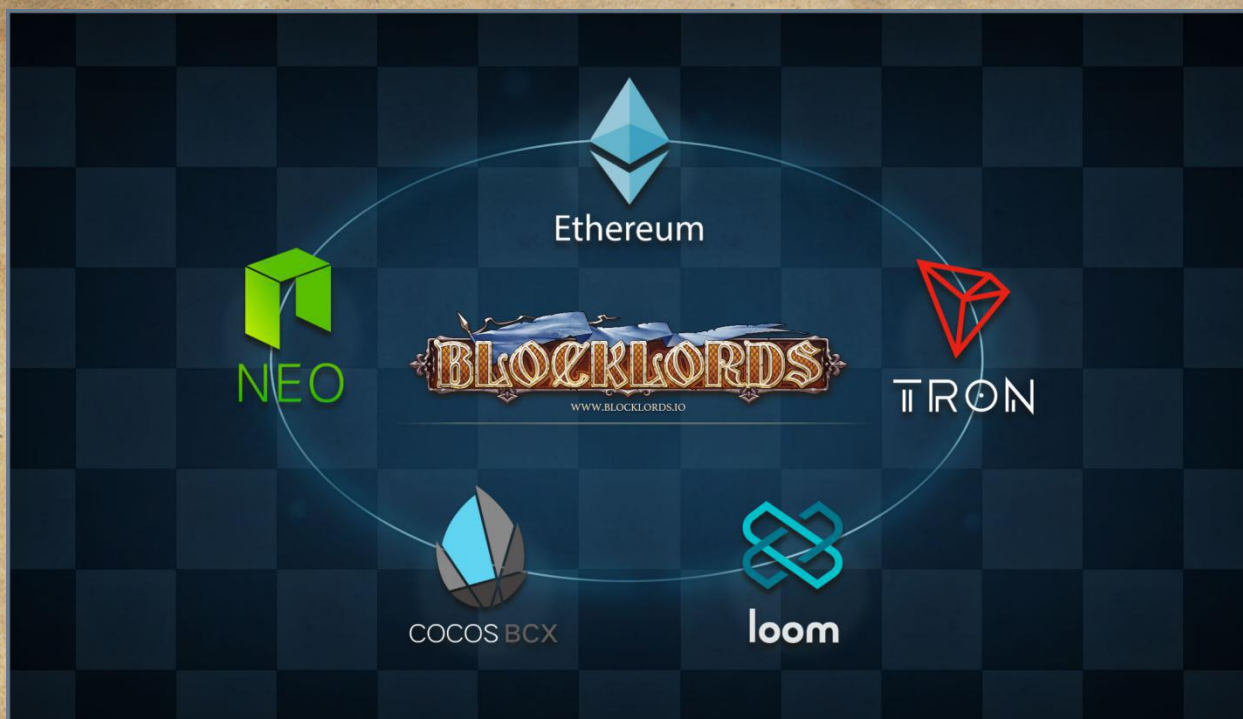 Ethereum
NEO
BLOCKLORDS
WWW.BLOCKLORDS.IO
TRON
COCOS BCX
loom